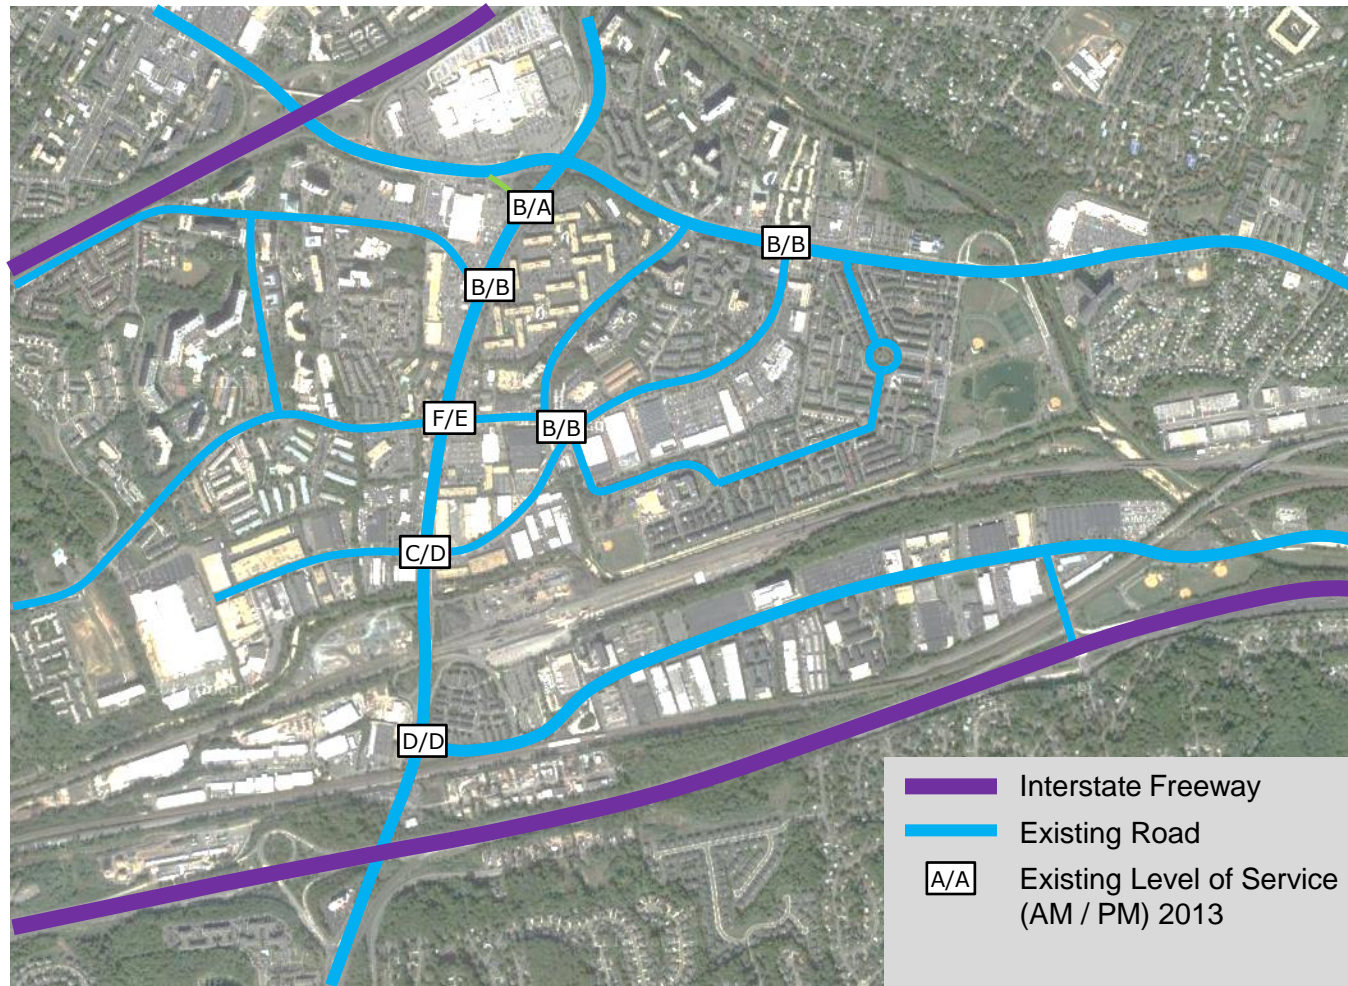 B/A
B/B
B/B
F/E
B/B
C/D
D/D
Interstate Freeway
Existing Road
A/A
Existing Level of Service
(AM / PM) 2013